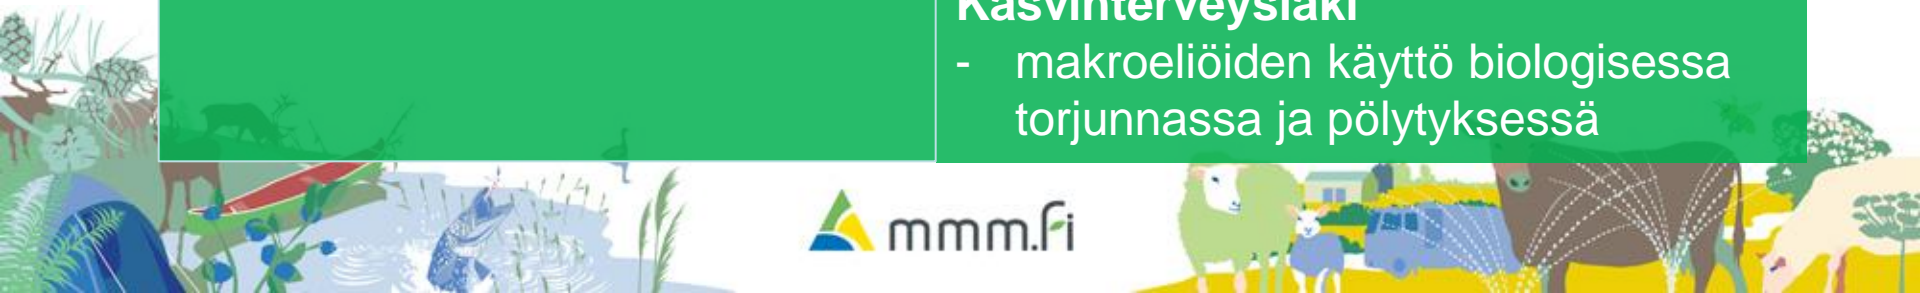 Kasvinterveyslaki
- makroeliöiden käyttö biologisessa
torjunnassa ja pölytyksessä
mmm.fi